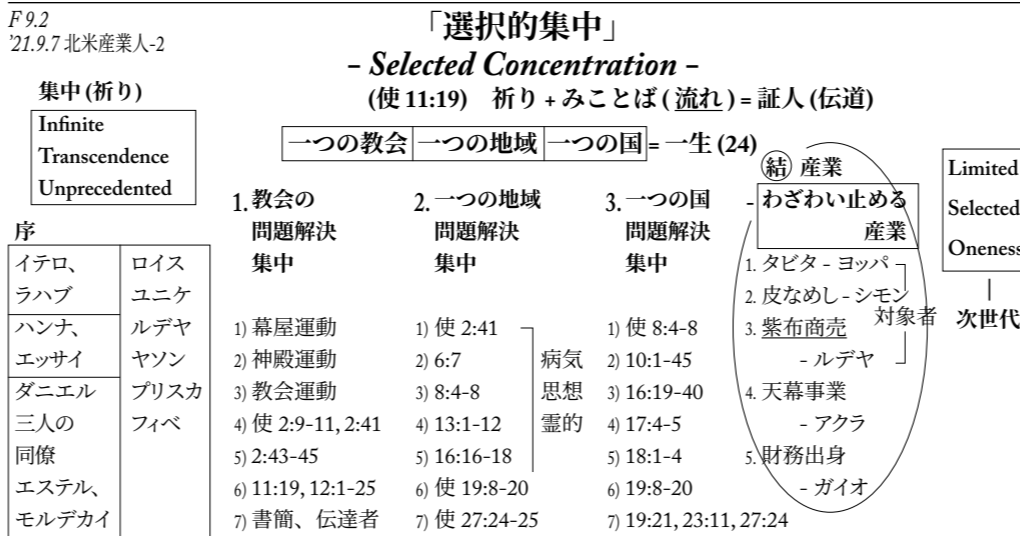 F 9.2
'21.9.7 北米産業人-2
「選択的集中」
– Selected Concentration –
(使 11:19) 祈り + みことば ( 流れ ) = 証人 (伝道)
集中 (祈り)
Infinite
Transcendence
Unprecedented
一つの教会 一つの地域 一つの国 = 一生 (24)
序
イテロ、
ラハブ
ハンナ、
エッサイ
ダニエル
三人の
同僚
エステル、
モルデカイ
ロイス
ユニケ
ルデヤ
ヤソン
プリスカ
フィベ
1. 教会の
問題解決
集中
1) 幕屋運動
2) 神殿運動
3) 教会運動
4) 使 2:9-11, 2:41
5) 2:43-45
6) 11:19, 12:1-25
7) 書簡、伝達者
2. 一つの地域
問題解決
集中
1) 使 2:41
2) 6:7
3) 8:4-8
4) 13:1-12
5) 16:16-18
6) 使 19:8-20
7) 使 27:24-25
病気
思想
霊的
3. 一つの国
問題解決
集中
1) 使 8:4-8
2) 10:1-45
3) 16:19-40
4) 17:4-5
5) 18:1-4
6) 19:8-20
7) 19:21, 23:11, 27:24
結 産業
- わざわい止める
産業
1. タビタ - ヨッパ
2. 皮なめし - シモン
3. 紫布商売
- ルデヤ
対象者
4. 天幕事業
- アクラ
5. 財務出身
- ガイオ
Limited
Selected
Oneness
次世代